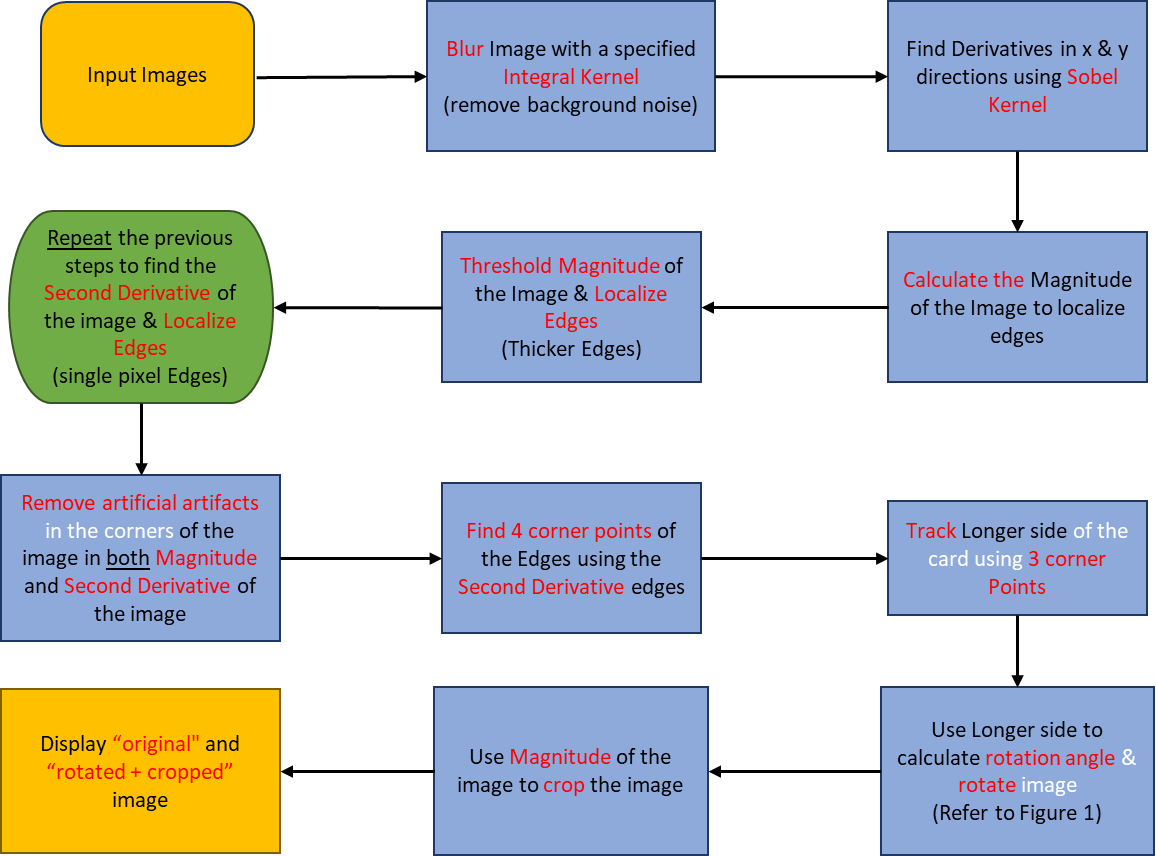 Input Images
Blur Image with a specified
Integral Kernel
(remove background noise)
Find Derivatives in x & y
directions using Sobel
Kernel
Calculate the Magnitude
of the Image to localize
edges
Threshold Magnitude of
the Image & Localize
Edges
(Thicker Edges)
Repeat the previous
steps to find the
Second Derivative of
the image & Localize
Edges
(single pixel Edges)
Remove artificial artifacts
in the corners of the
image in both Magnitude
and Second Derivative of
the image
Find 4 corner points of
the Edges using the
Second Derivative edges
Track Longer side of the
card using 3 corner
Points
Use Longer side to
calculate rotation angle &
rotate image
(Refer to Figure 1)
Use Magnitude of the
image to crop the image
Display “original" and
“rotated + cropped”
image